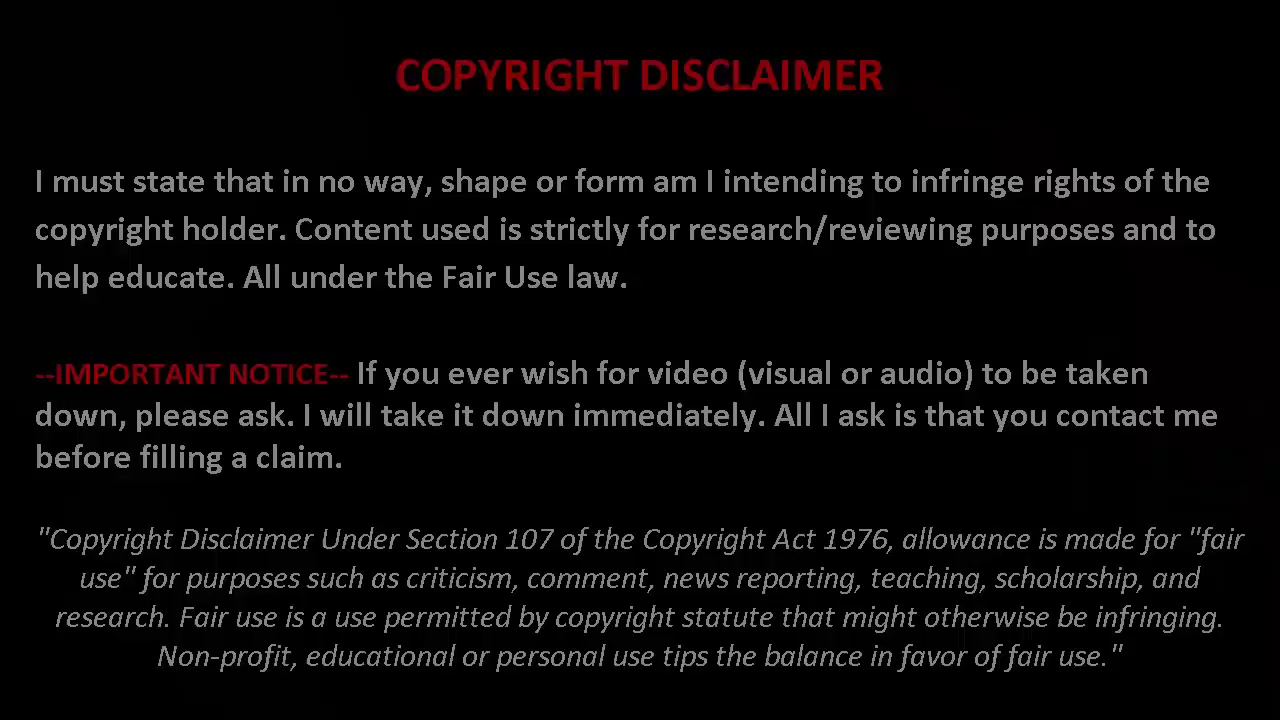 COPYRIGHT DISCLAIMER
I must state that in no way, shape or form am I intending to infringe rights of the
copyright holder. Content used is strictly for research/reviewing purposes and to
help educate. All under the Fair Use law.
--IMPORTANT NOTICE-- If you ever wish for video (visual or audio) to be taken
down, please ask. I will take it down immediately. All I ask is that you contact me
before filling a claim.
"Copyright Disclaimer Under Section 107 of the Copyright Act 1976, allowance is made for "fair
use" for purposes such as criticism, comment, news reporting, teaching, scholarship, and
research. Fair use is a use permitted by copyright statute that might otherwise be infringing.
Non-profit, educational or personal use tips the balance in favor of fair use."